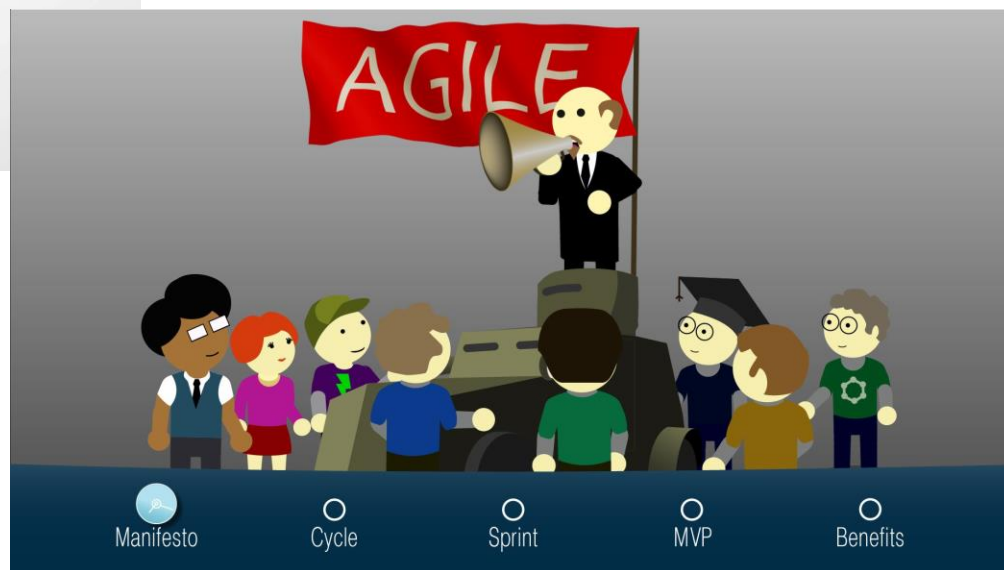 AGILE
Manifesto
Cycle
Sprint
MVP
Benefits